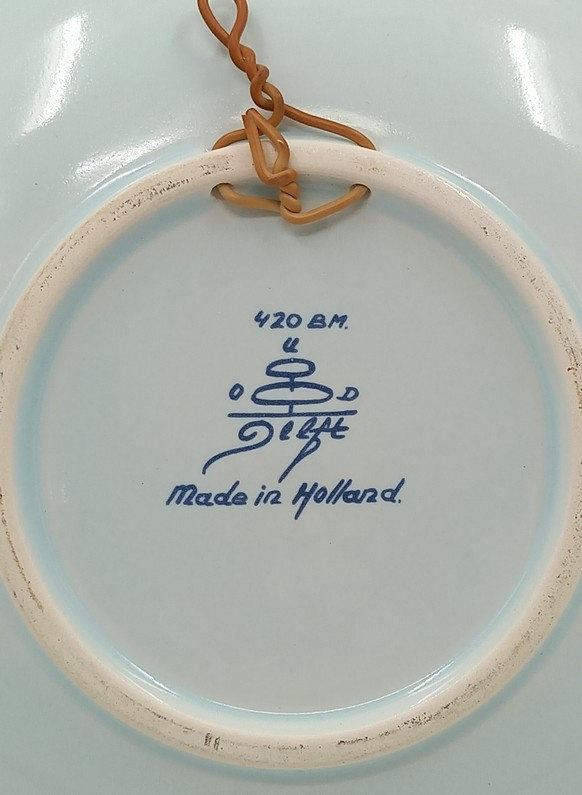 420 BM.
u
O D
Delft
Made in Holland.